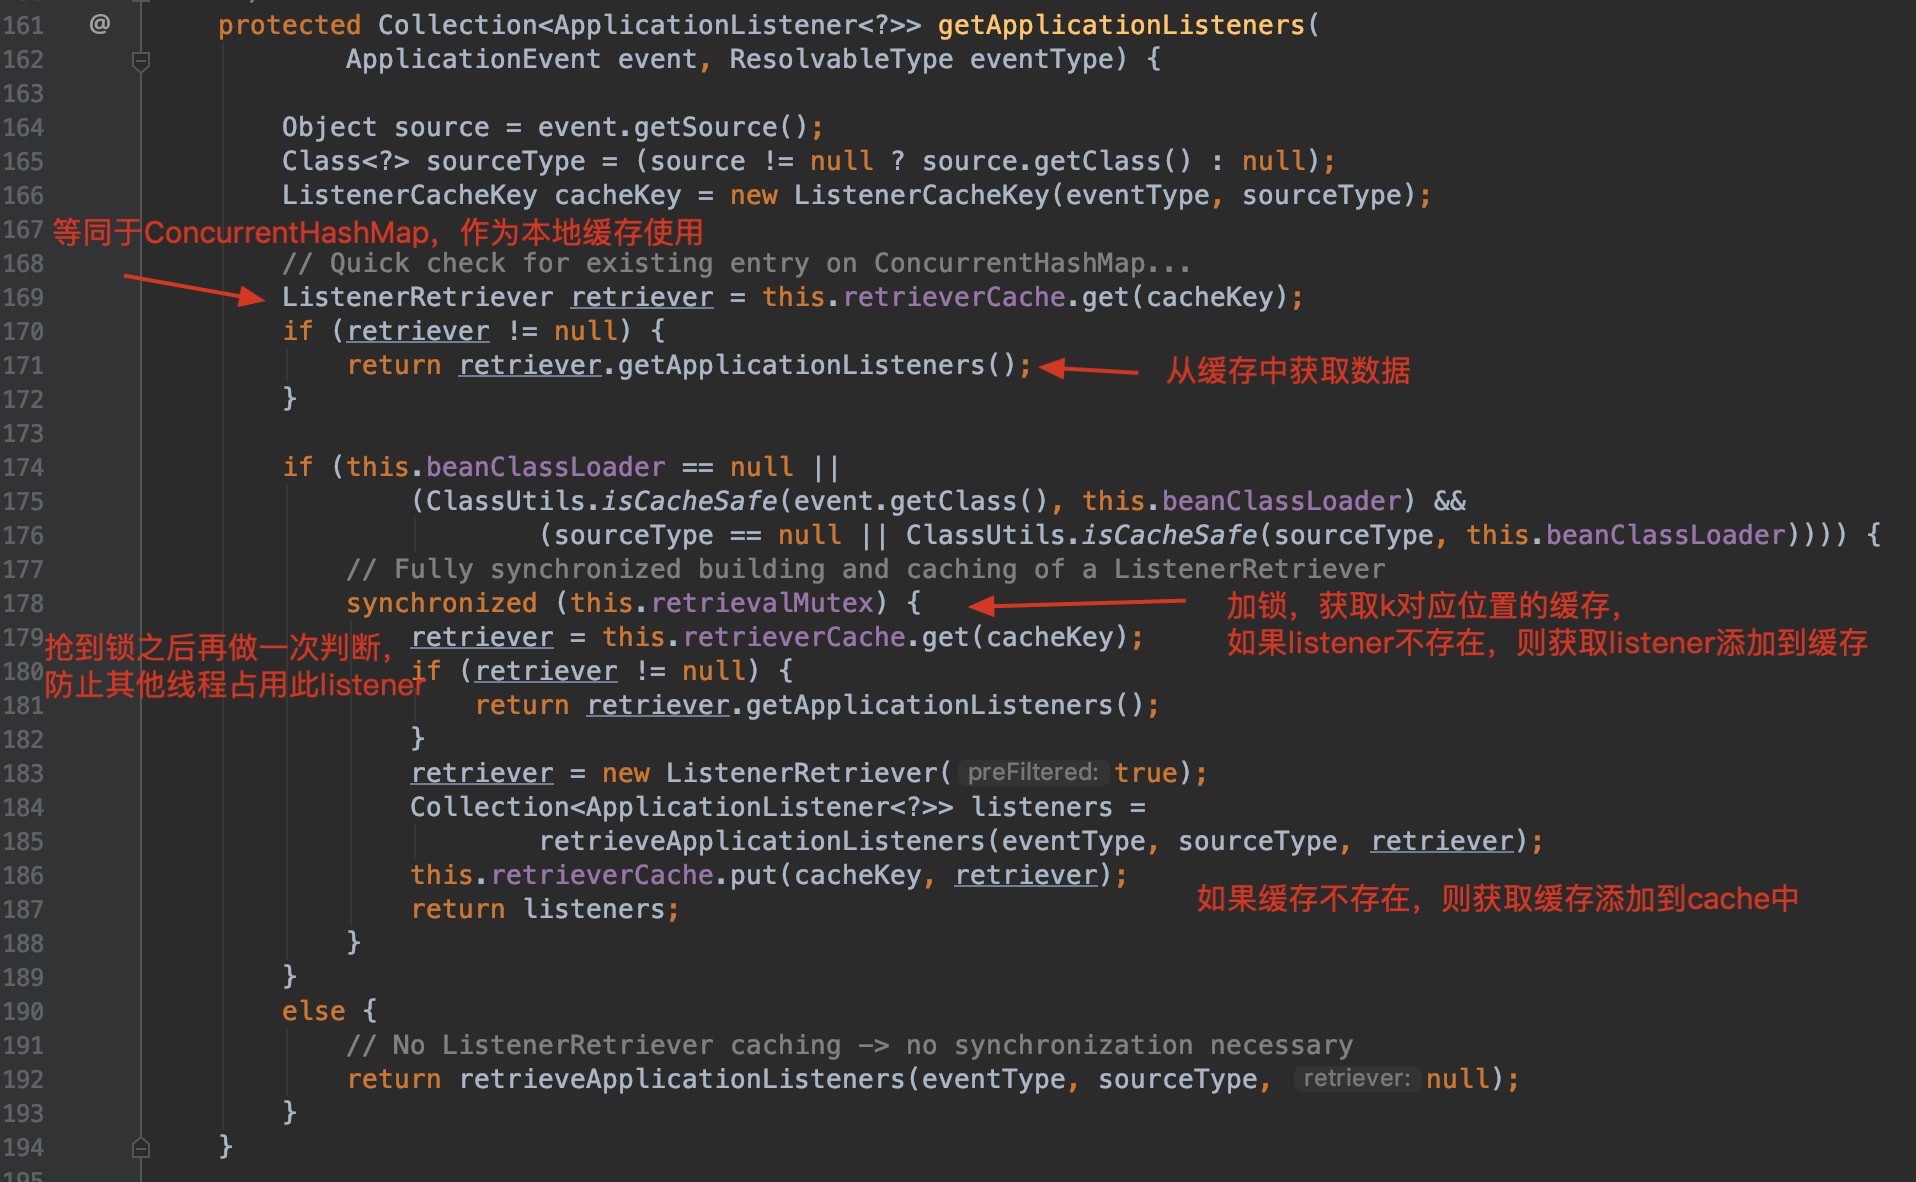 161 @ protected Collection<ApplicationListener<?>> getApplicationListeners(
162 ApplicationEvent event, ResolvableType eventType) {
163
164 Object source = event.getSource();
165 Class<?> sourceType = (source != null ? source.getClass() : null);
166 ListenerCacheKey cacheKey = new ListenerCacheKey(eventType, sourceType);
167 等同于ConcurrentHashMap，作为本地缓存使用
168 // Quick check for existing entry on ConcurrentHashMap...
169 ListenerRetriever retriever = this.retrieverCache.get(cacheKey);
170 if (retriever != null) {
171 return retriever.getApplicationListeners(); 从缓存中获取数据
172 }
173
174 if (this.beanClassLoader == null ||
175 (ClassUtils.isCacheSafe(event.getClass(), this.beanClassLoader) &&
176 (sourceType == null || ClassUtils.isCacheSafe(sourceType, this.beanClassLoader)))) {
177 // Fully synchronized building and caching of a ListenerRetriever
178 synchronized (this.retrievalMutex) { 加锁，获取k对应位置的缓存，
179 retriever = this.retrieverCache.get(cacheKey); 如果listener不存在，则获取listener添加到缓存
抢到锁之后再做一次判断，
180 if (retriever != null) {
防止其他线程占用此listener
181 return retriever.getApplicationListeners();
182 }
183 retriever = new ListenerRetriever( preFiltered: true);
184 Collection<ApplicationListener<?>> listeners =
185 retrieveApplicationListeners(eventType, sourceType, retriever);
186 this.retrieverCache.put(cacheKey, retriever);
如果缓存不存在，则获取缓存添加到cache中
187 return listeners;
188 }
189 }
190 else {
191 // No ListenerRetriever caching -> no synchronization necessary
192 return retrieveApplicationListeners(eventType, sourceType, retriever: null);
193 }
194 }
195